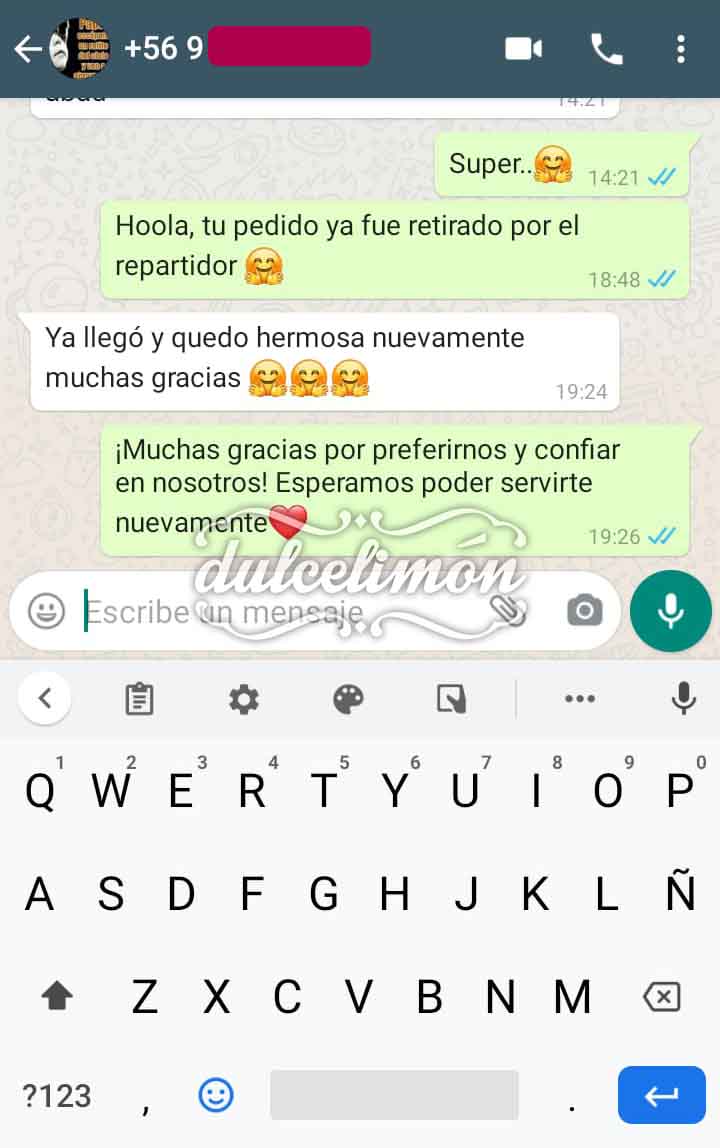 +56 9
14:21
Super..🤗
14:21
Hoola, tu pedido ya fue retirado por el
repartidor 🤗
18:48
Ya llegó y quedo hermosa nuevamente
muchas gracias 🤗🤗🤗
19:24
¡Muchas gracias por preferirnos y confiar
en nosotros! Esperamos poder servirte
nuevamente❤️
19:26
dulcelimón
Escribe un mensaje
1 2 3 4 5 6 7 8 9 0
Q W E R T Y U I O P
A S D F G H J K L Ñ
Z X C V B N M
?123 , .